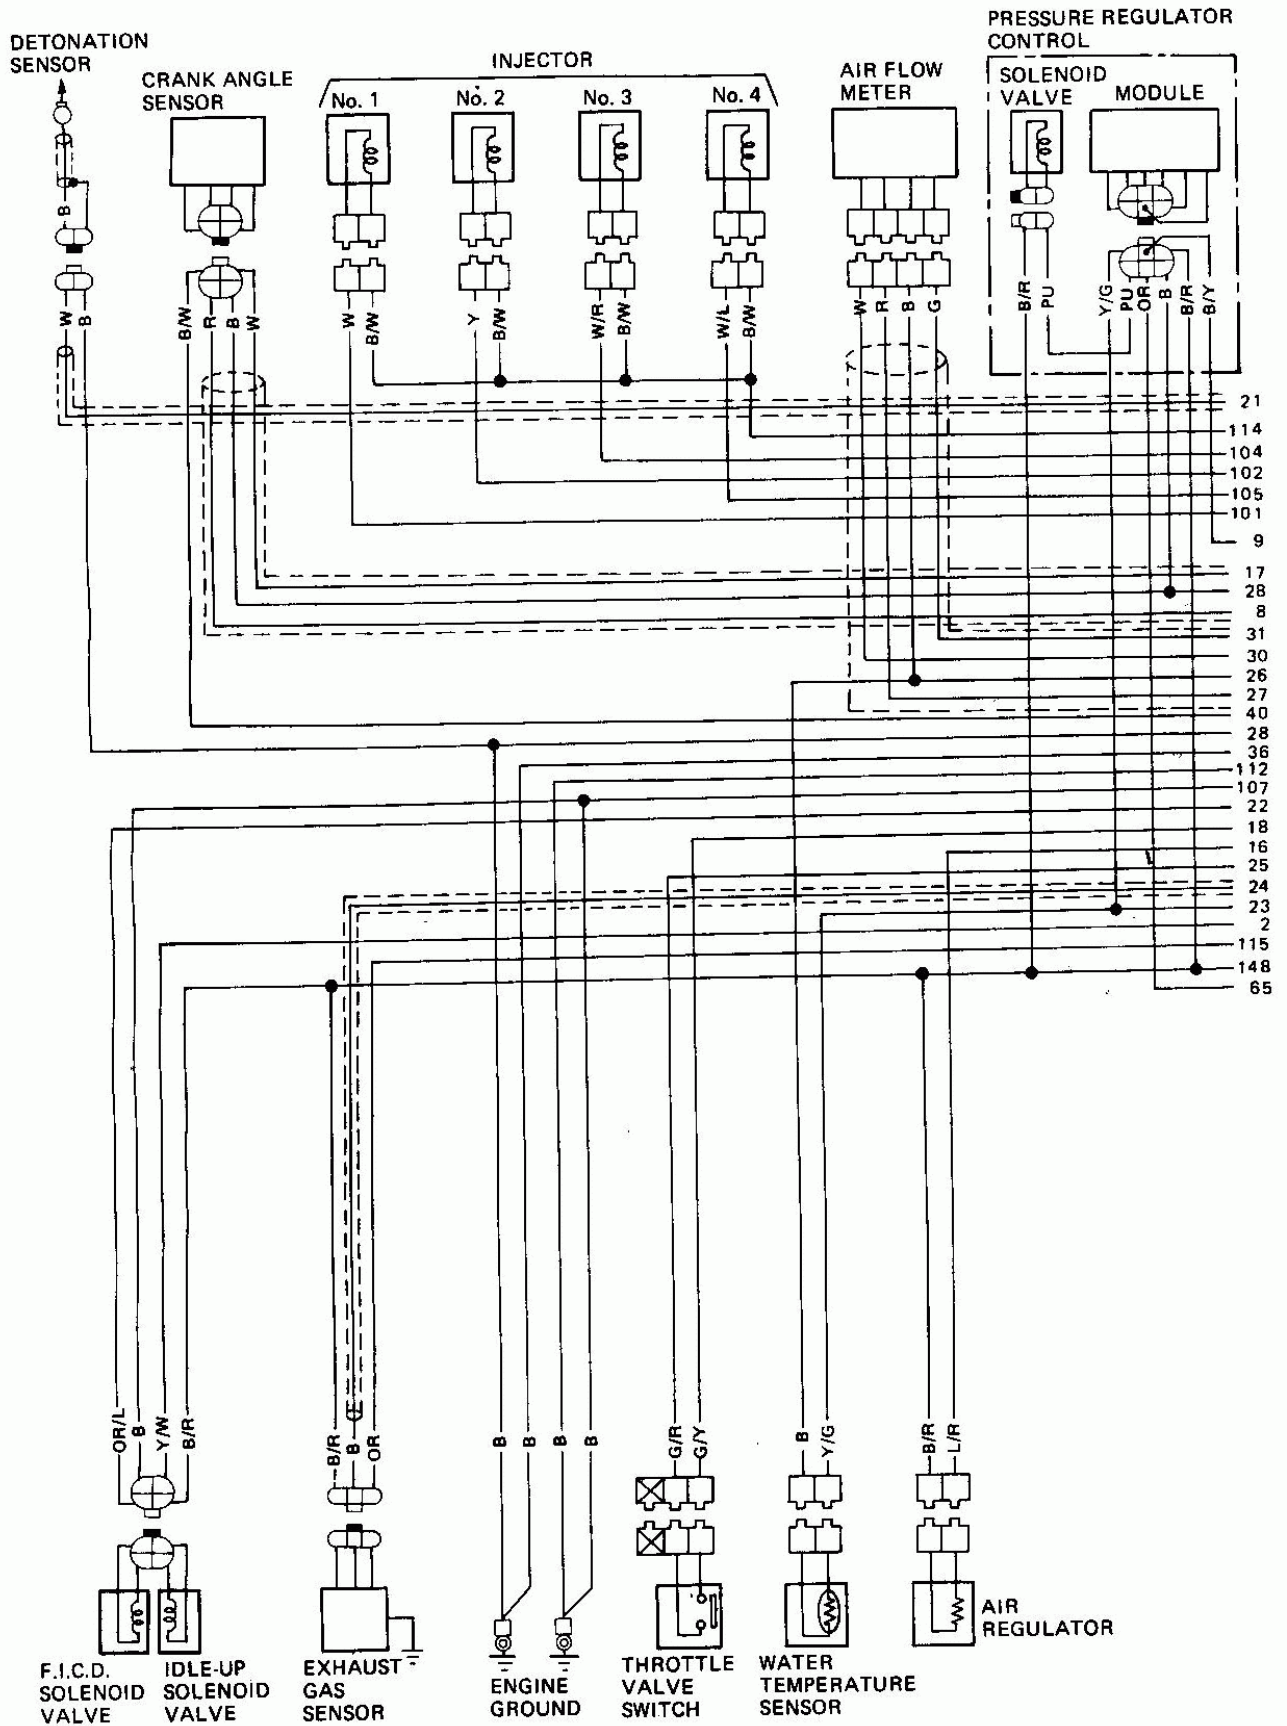 DETONATION
SENSOR
CRANK ANGLE
SENSOR
INJECTOR
No. 1
No. 2
No. 3
No. 4
AIR FLOW
METER
PRESSURE REGULATOR
CONTROL
SOLENOID
VALVE
MODULE
B
W
B
B/W
R
B
W
W
B/W
Y
B/W
W/R
B/W
W/L
B/W
W
R
B
G
B/R
PU
Y/G
PU
OR
B
B/R
B/Y
21
114
104
102
105
101
9
17
28
8
31
30
26
27
40
28
36
112
107
22
18
16
25
24
23
2
115
148
65
OR/L
B
Y/W
B/R
B/R
B
OR
B
B
B
B
G/R
G/Y
B
Y/G
B/R
L/R
F.I.C.D.
SOLENOID
VALVE
IDLE-UP
SOLENOID
VALVE
EXHAUST
GAS
SENSOR
ENGINE
GROUND
THROTTLE
VALVE
SWITCH
WATER
TEMPERATURE
SENSOR
AIR
REGULATOR